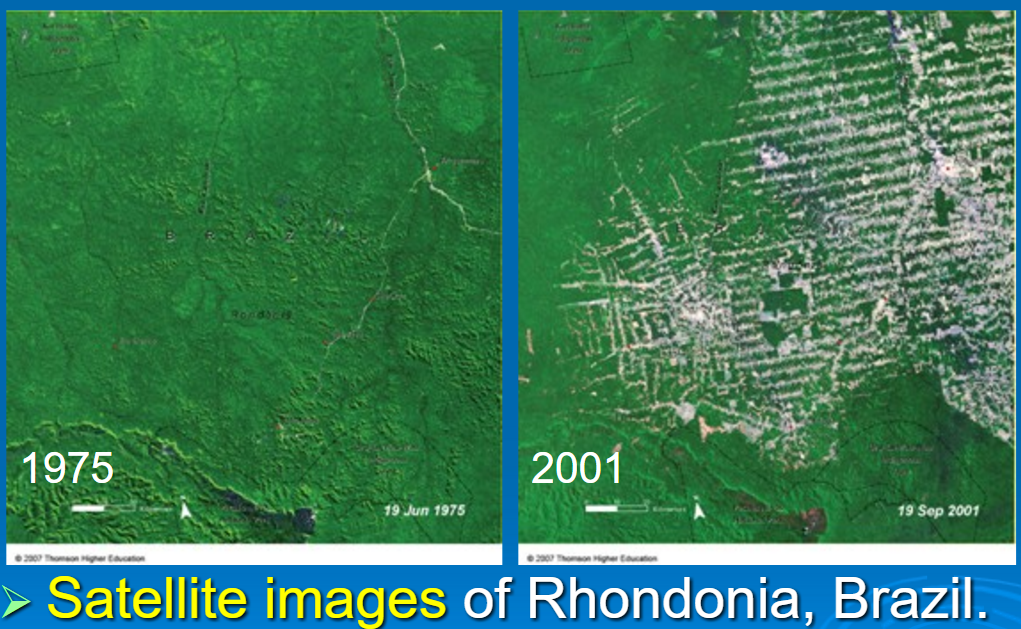 B R A Z I L
Rondônia
1975
19 Jun 1975
© 2007 Thomson Higher Education
2001
19 Sep 2001
© 2007 Thomson Higher Education
➢ Satellite images of Rhondonia, Brazil.